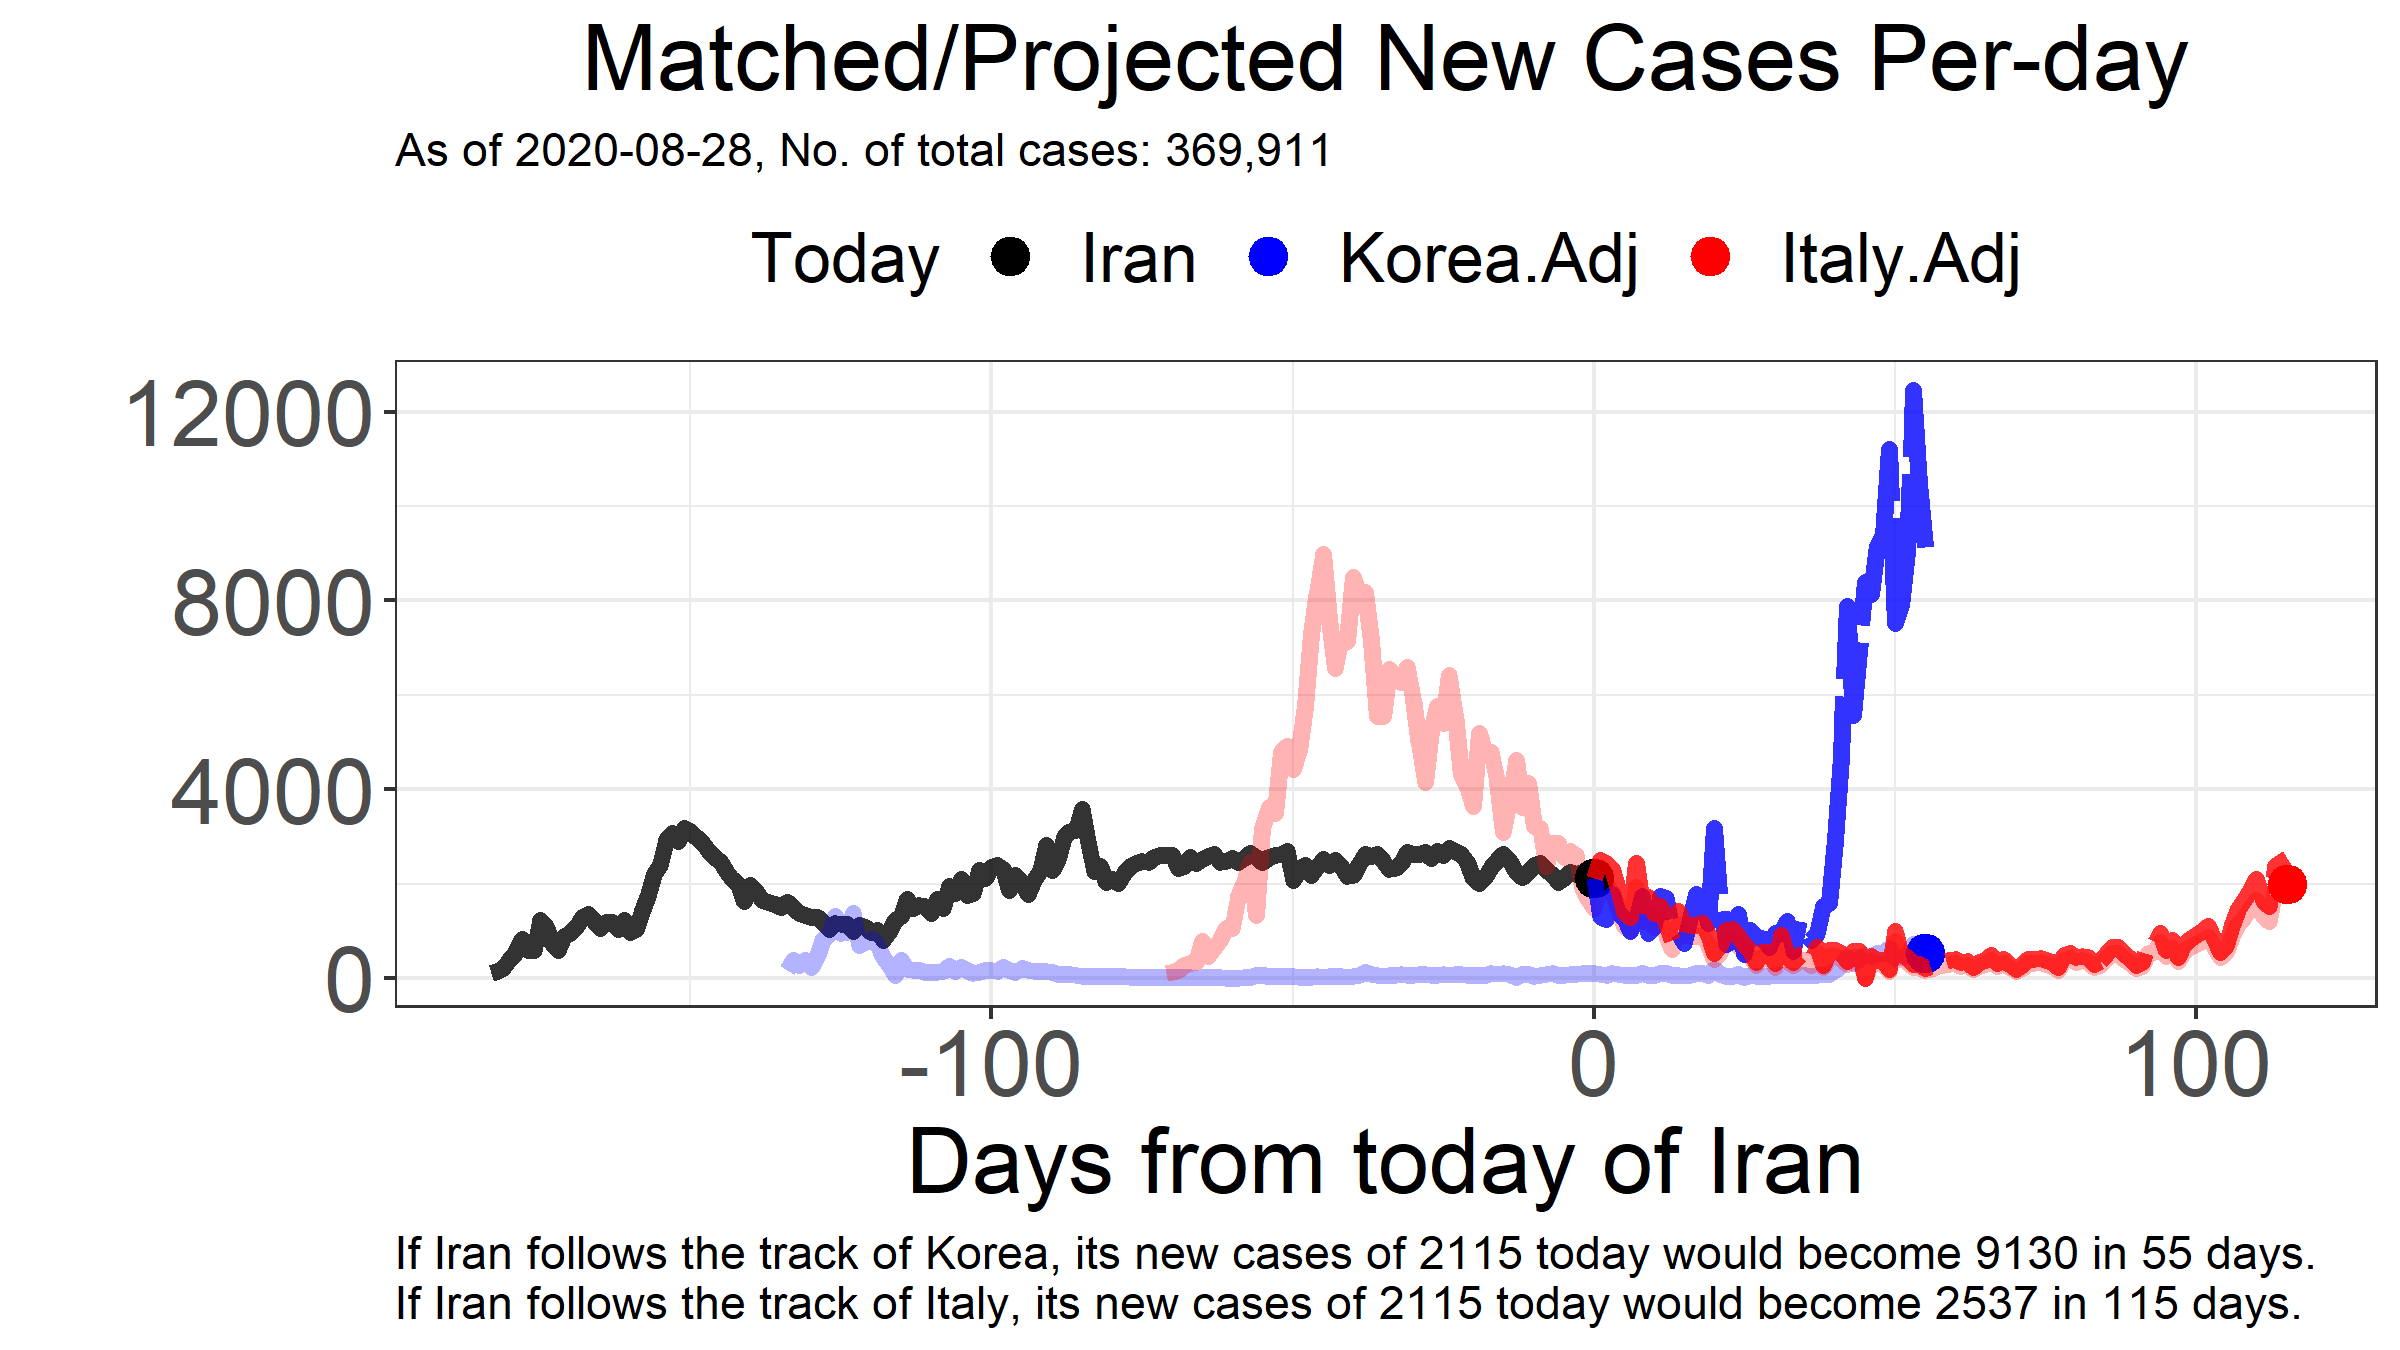 Matched/Projected New Cases Per-day
As of 2020-08-28, No. of total cases: 369,911
Today Iran Korea.Adj Italy.Adj
12000
8000
4000
0
-100 0 100
Days from today of Iran
If Iran follows the track of Korea, its new cases of 2115 today would become 9130 in 55 days.
If Iran follows the track of Italy, its new cases of 2115 today would become 2537 in 115 days.